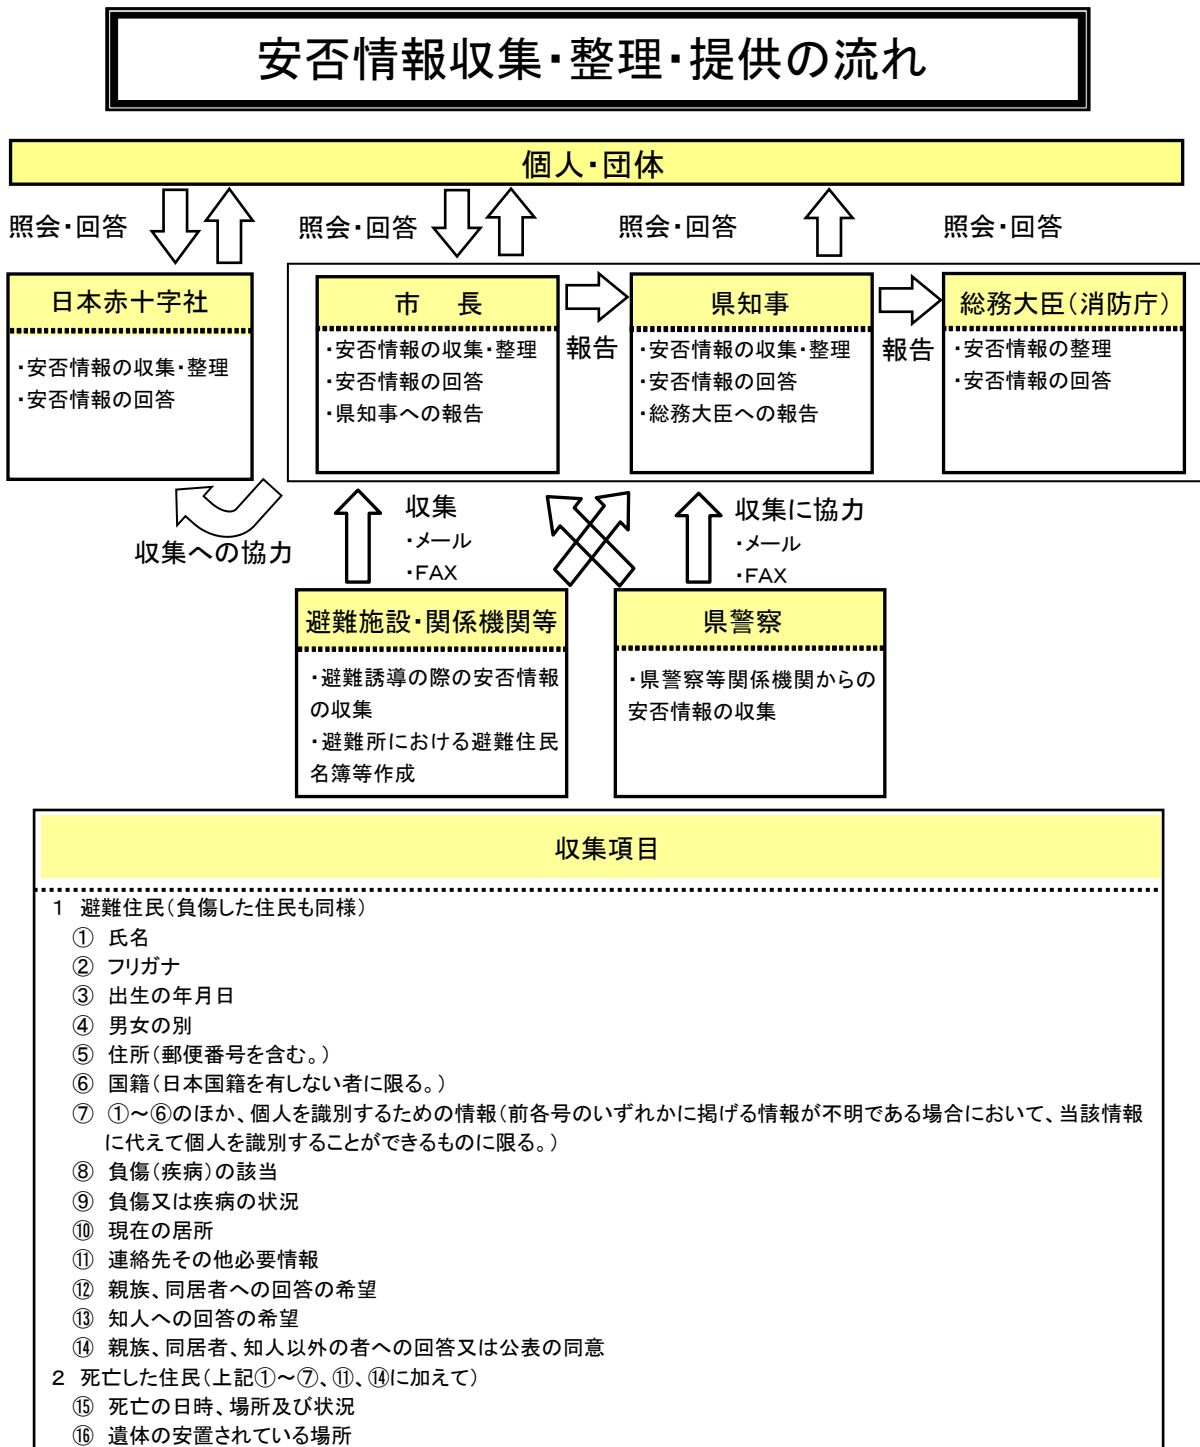 安否情報収集・整理・提供の流れ
個人・団体
照会・回答
照会・回答
照会・回答
照会・回答
日本赤十字社
・安否情報の収集・整理
・安否情報の回答
市　長
・安否情報の収集・整理
・安否情報の回答
・県知事への報告
報告
県知事
・安否情報の収集・整理
・安否情報の回答
・総務大臣への報告
報告
総務大臣(消防庁)
・安否情報の整理
・安否情報の回答
収集への協力
収集
・メール
・FAX
収集に協力
・メール
・FAX
避難施設・関係機関等
・避難誘導の際の安否情報
の収集
・避難所における避難住民
名簿等作成
県警察
・県警察等関係機関からの
安否情報の収集
収集項目
1　避難住民(負傷した住民も同様)
①　氏名
②　フリガナ
③　出生の年月日
④　男女の別
⑤　住所(郵便番号を含む。)
⑥　国籍(日本国籍を有しない者に限る。)
⑦　①～⑥のほか、個人を識別するための情報(前各号のいずれかに掲げる情報が不明である場合において、当該情報
に代えて個人を識別することができるものに限る。)
⑧　負傷(疾病)の該当
⑨　負傷又は疾病の状況
⑩　現在の居所
⑪　連絡先その他必要情報
⑫　親族、同居者への回答の希望
⑬　知人への回答の希望
⑭　親族、同居者、知人以外の者への回答又は公表の同意
2　死亡した住民(上記①～⑦、⑪、⑭に加えて)
⑮　死亡の日時、場所及び状況
⑯　遺体の安置されている場所